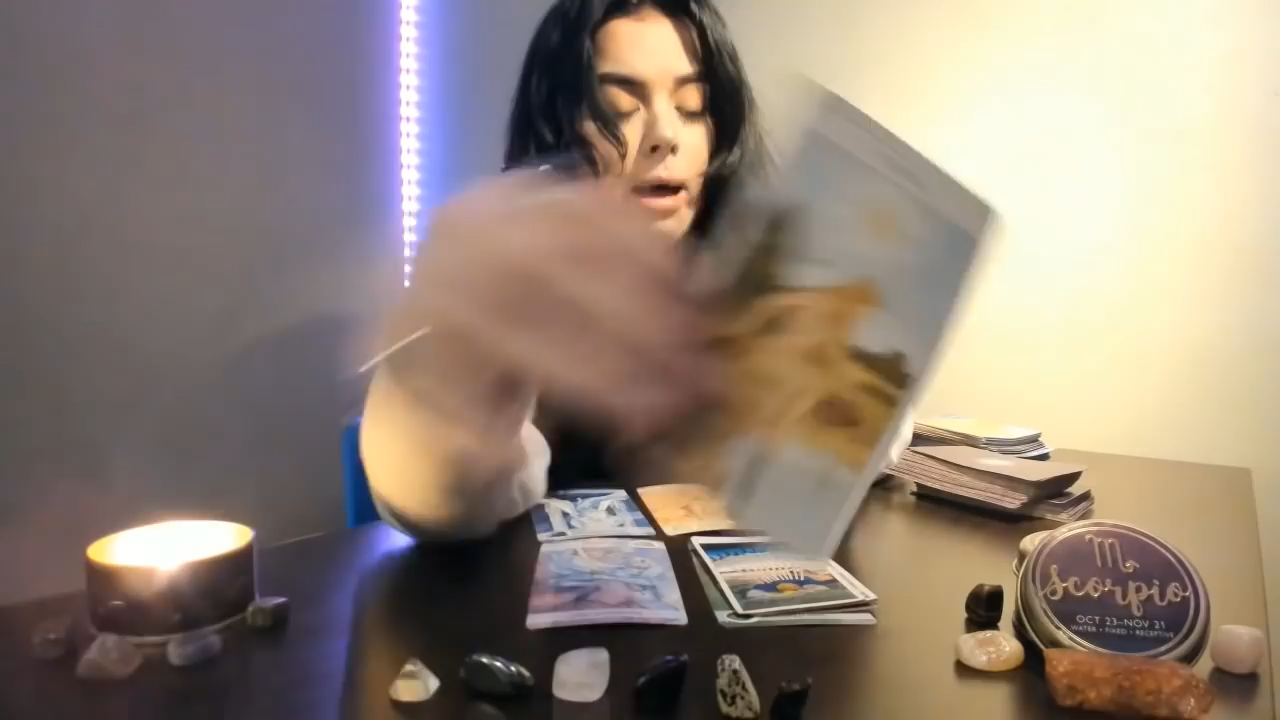 Scorpio
OCT 23–NOV 21
WATER • FIXED • RECEPTIVE